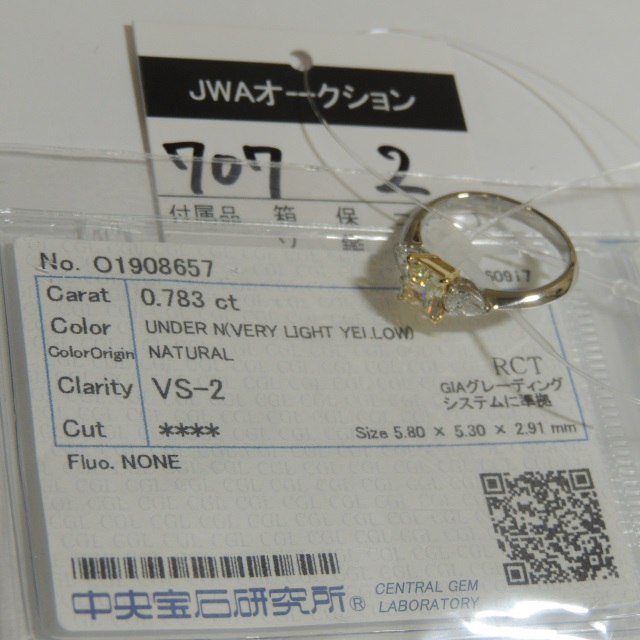 JWAオークション
707 2
付属品 箱 保
60917
No. O1908657
Carat 0.783 ct
Color UNDER N(VERY LIGHT YELLOW)
ColorOrigin NATURAL
RCT
Clarity VS-2
GIAグレーディング
システムに準拠
Cut ****
Size 5.80 × 5.30 × 2.91 mm
Fluo. NONE
中央宝石研究所® CENTRAL GEM
LABORATORY